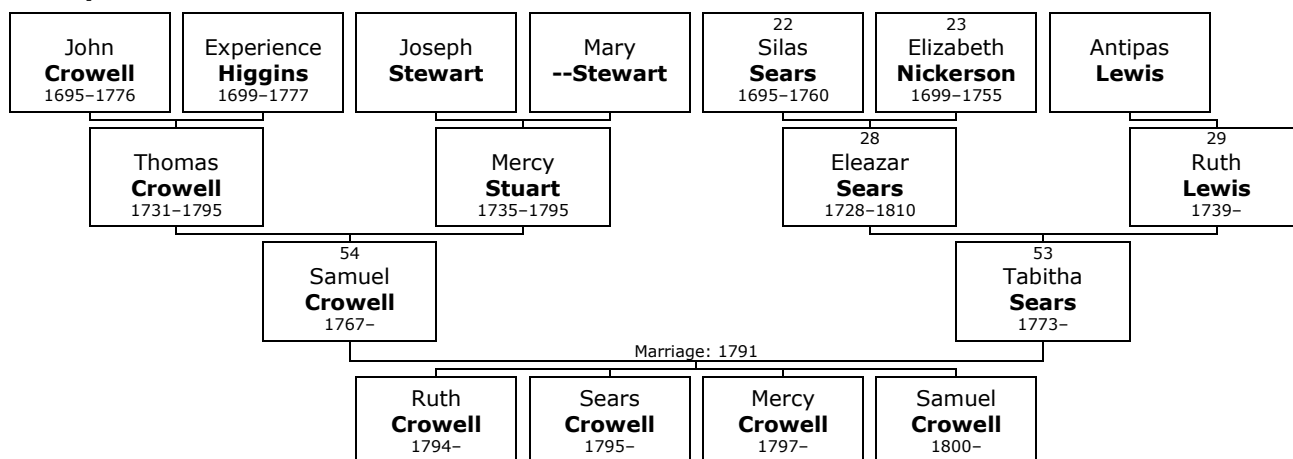 John
Crowell
1695–1776
Experience
Higgins
1699–1777
Joseph
Stewart
Mary
--Stewart
22
Silas
Sears
1695–1760
23
Elizabeth
Nickerson
1699–1755
Antipas
Lewis
Thomas
Crowell
1731–1795
Mercy
Stuart
1735–1795
28
Eleazar
Sears
1728–1810
29
Ruth
Lewis
1739–
54
Samuel
Crowell
1767–
53
Tabitha
Sears
1773–
Marriage: 1791
Ruth
Crowell
1794–
Sears
Crowell
1795–
Mercy
Crowell
1797–
Samuel
Crowell
1800–